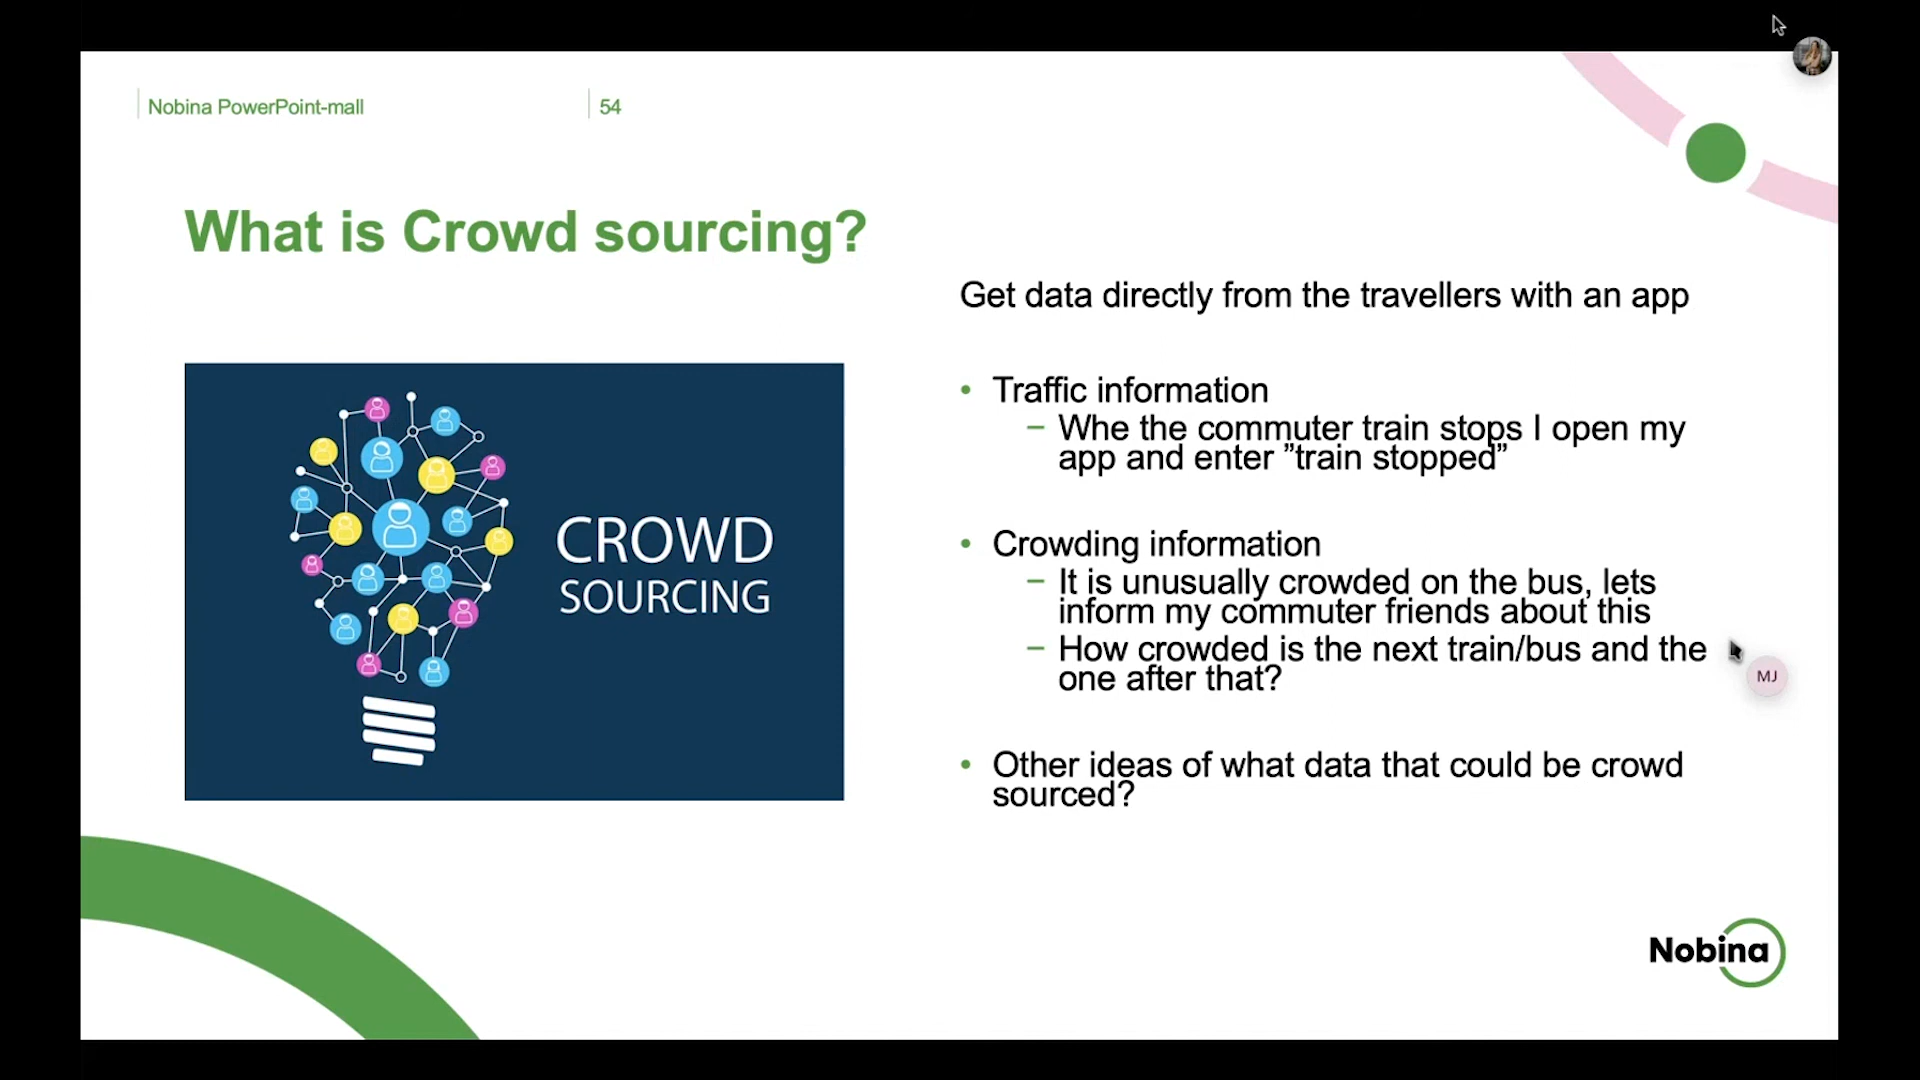 Nobina PowerPoint-mall
54
What is Crowd sourcing?
CROWD
SOURCING
Get data directly from the travellers with an app
• Traffic information
– Whe the commuter train stops I open my
app and enter ”train stopped”
• Crowding information
– It is unusually crowded on the bus, lets
inform my commuter friends about this
– How crowded is the next train/bus and the
one after that?
• Other ideas of what data that could be crowd
sourced?
MJ
Nobina